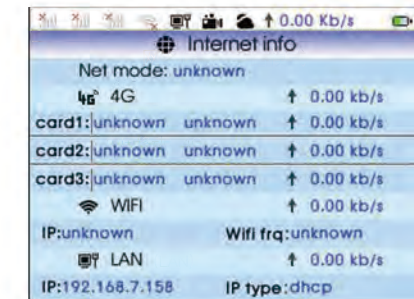 ↑ 0.00 Kb/s
Internet info
Net mode: unknown
4G 4G ↑ 0.00 kb/s
card1: unknown unknown ↑ 0.00 kb/s
card2: unknown unknown ↑ 0.00 kb/s
card3: unknown unknown ↑ 0.00 kb/s
WIFI ↑ 0.00 kb/s
IP:unknown Wifi frq:unknown
LAN ↑ 0.00 kb/s
IP:192.168.7.158 IP type:dhcp